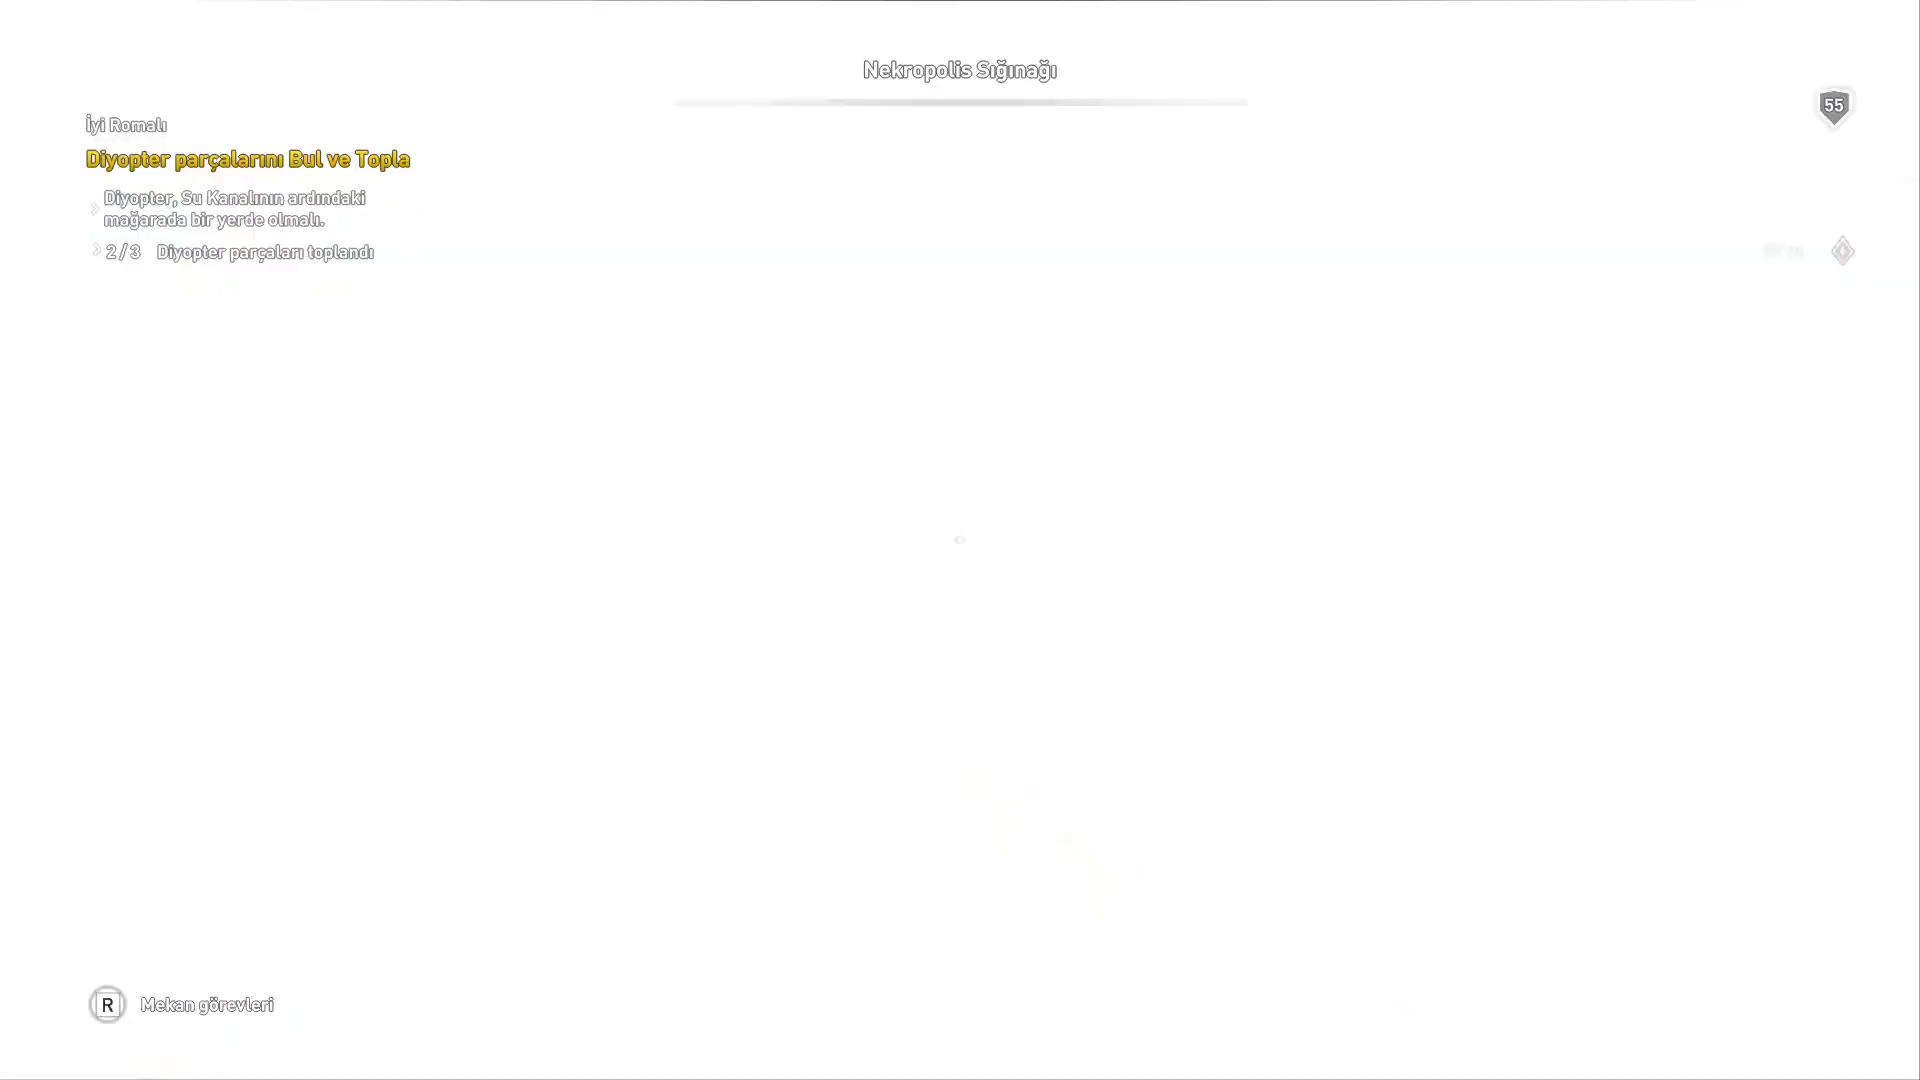 Nekropolis Sığınağı
55
İyi Romalı
Diyopter parçalarını Bul ve Topla
Diyopter, Su Kanalının ardındaki
mağarada bir yerde olmalı.
2/3 Diyopter parçaları toplandı
R Mekan görevleri